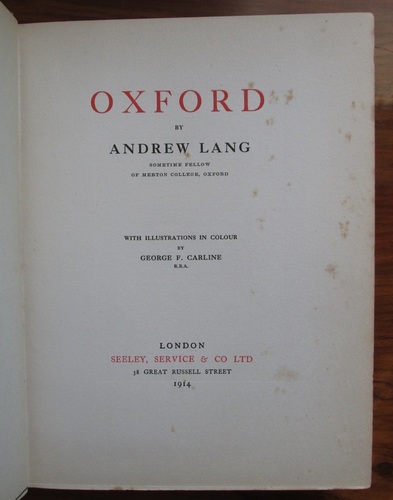 OXFORD
BY
ANDREW LANG
SOMETIME FELLOW
OF MERTON COLLEGE, OXFORD
WITH ILLUSTRATIONS IN COLOUR
BY
GEORGE F. CARLINE
R.B.A.
LONDON
SEELEY, SERVICE & CO LTD
38 GREAT RUSSELL STREET
1914